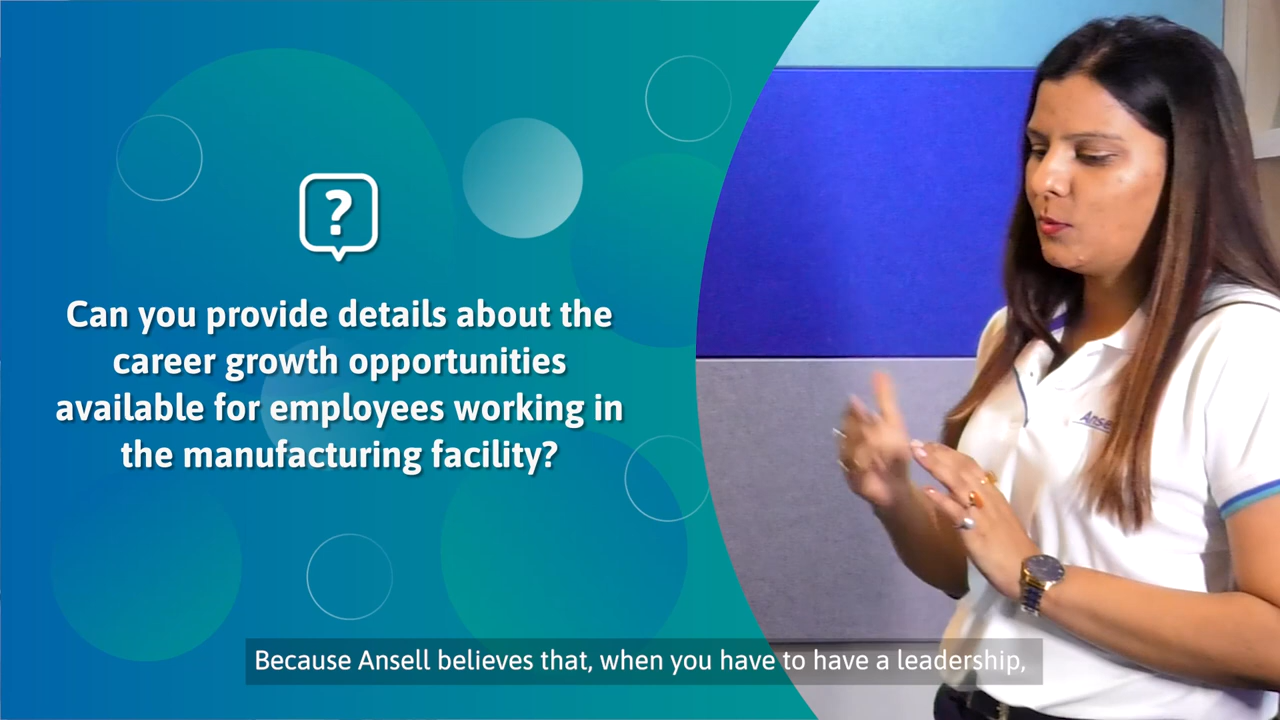 ?
Can you provide details about the
career growth opportunities
available for employees working in
the manufacturing facility?
Because Ansell believes that, when you have to have a leadership,